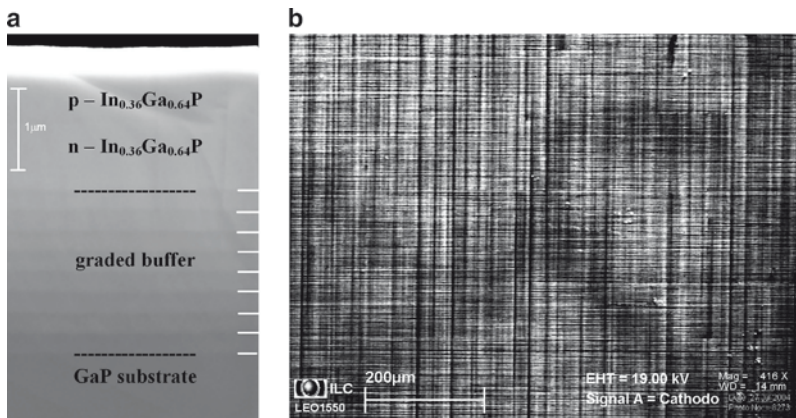 a
p – In0.36Ga0.64P
1μm
n – In0.36Ga0.64P
graded buffer
GaP substrate
b
200μm
ILC
LEO1550
EHT = 19.00 kV
Signal A = Cathodo
Mag = 416 X
WD = 14 mm